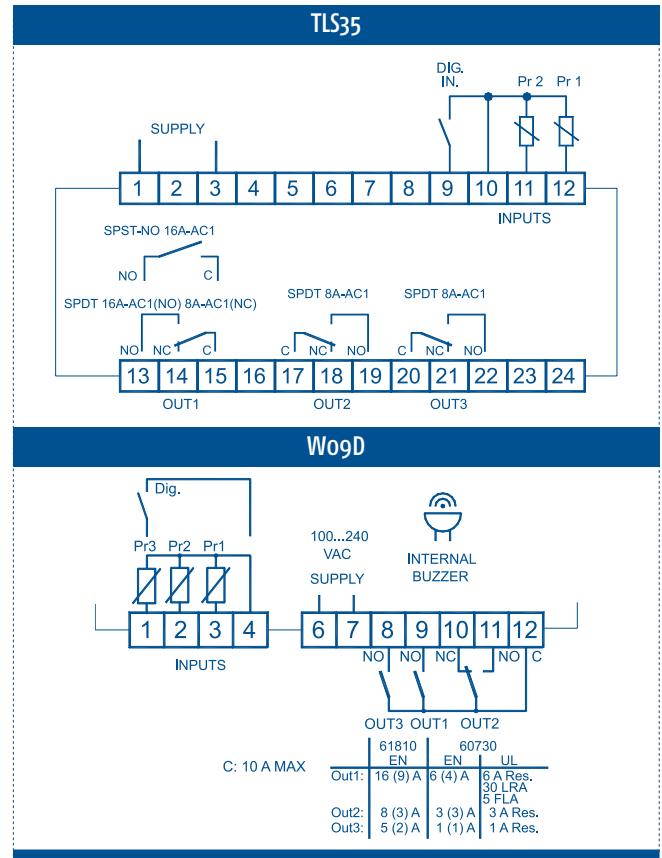 TLS35
DIG.
IN. Pr 2 Pr 1
SUPPLY
1 2 3 4 5 6 7 8 9 10 11 12
INPUTS
SPST-NO 16A-AC1
NO C
SPDT 16A-AC1(NO) 8A-AC1(NC) SPDT 8A-AC1 SPDT 8A-AC1
NO NC C C NC NO C NC NO
13 14 15 16 17 18 19 20 21 22 23 24
OUT1 OUT2 OUT3
W09D
Dig.
Pr3 Pr2 Pr1
100...240
VAC
SUPPLY
INTERNAL
BUZZER
1 2 3 4 6 7 8 9 10 11 12
INPUTS
NO NO NC NO C
OUT3 OUT1 OUT2
C: 10 A MAX
61810 60730
EN EN UL
Out1: 16 (9) A 6 (4) A 6 A Res.
30 LRA
5 FLA
Out2: 8 (3) A 3 (3) A 3 A Res.
Out3: 5 (2) A 1 (1) A 1 A Res.